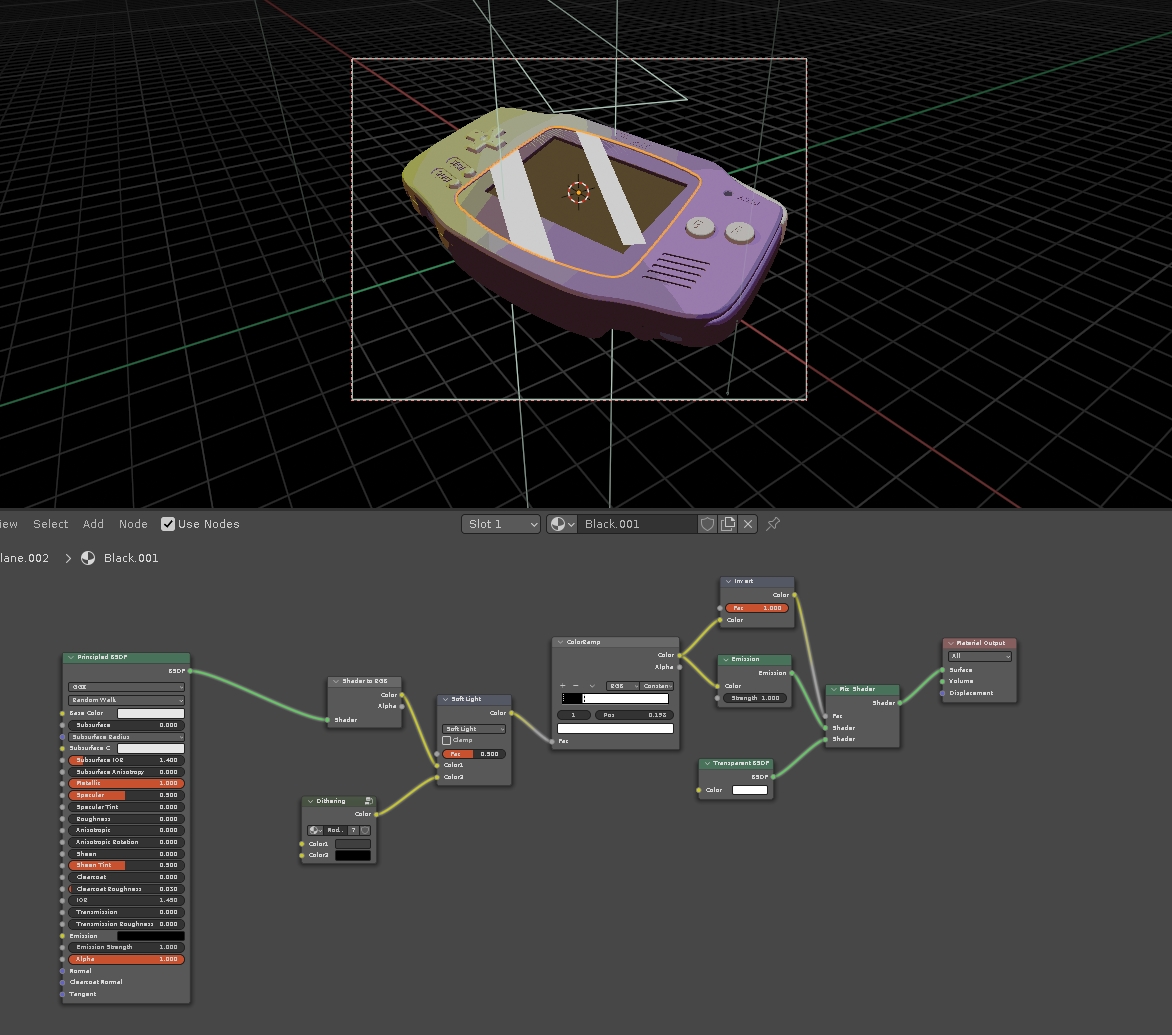 iew Select Add Node Use Nodes Slot 1 Black.001
lane.002 > Black.001
Invert
Color
Fac 1.000
Color
ColorRamp
Color
Alpha
+ − RGB Constan
1 Pos 0.198
Fac
Emission
Emission
Color
Strength 1.000
Material Output
All
Surface
Volume
Displacement
Mix Shader
Shader
Fac
Shader
Shader
Transparent BSDF
BSDF
Color
Principled BSDF
BSDF
GGX
Random Walk
Base Color
Subsurface 0.000
Subsurface Radius
Subsurface C
Subsurface IOR 1.400
Subsurface Anisotropy 0.000
Metallic 1.000
Specular 0.500
Specular Tint 0.000
Roughness 0.000
Anisotropic 0.000
Anisotropic Rotation 0.000
Sheen 0.000
Sheen Tint 0.500
Clearcoat 0.000
Clearcoat Roughness 0.030
IOR 1.450
Transmission 0.000
Transmission Roughness 0.000
Emission
Emission Strength 1.000
Alpha 1.000
Normal
Clearcoat Normal
Tangent
Shader to RGB
Color
Alpha
Shader
Soft Light
Color
Soft Light
Clamp
Fac 0.500
Color1
Color2
Dithering
Color
Nod.. ?
Color1
Color2